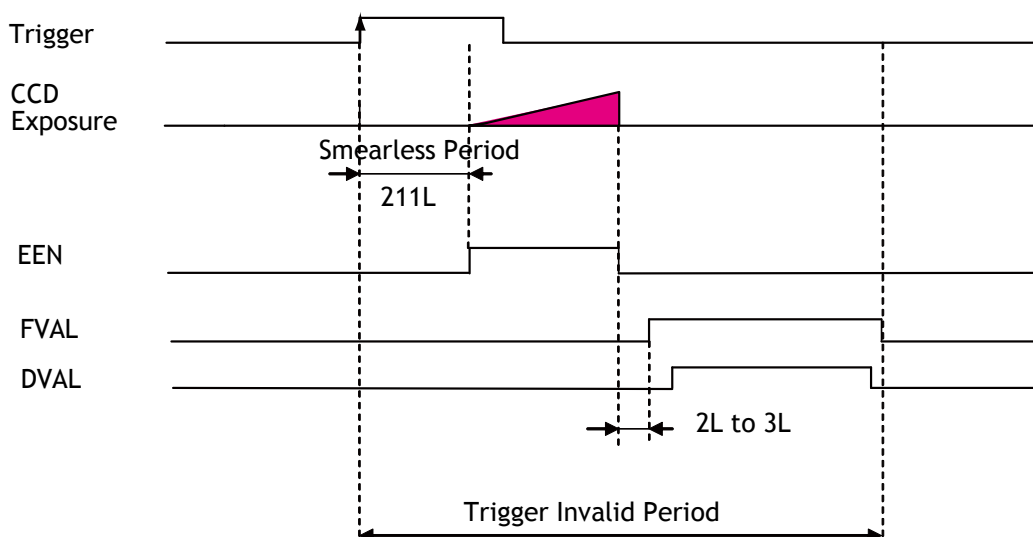 Trigger
CCD
Exposure
Smearless Period
211L
EEN
FVAL
DVAL
2L to 3L
Trigger Invalid Period